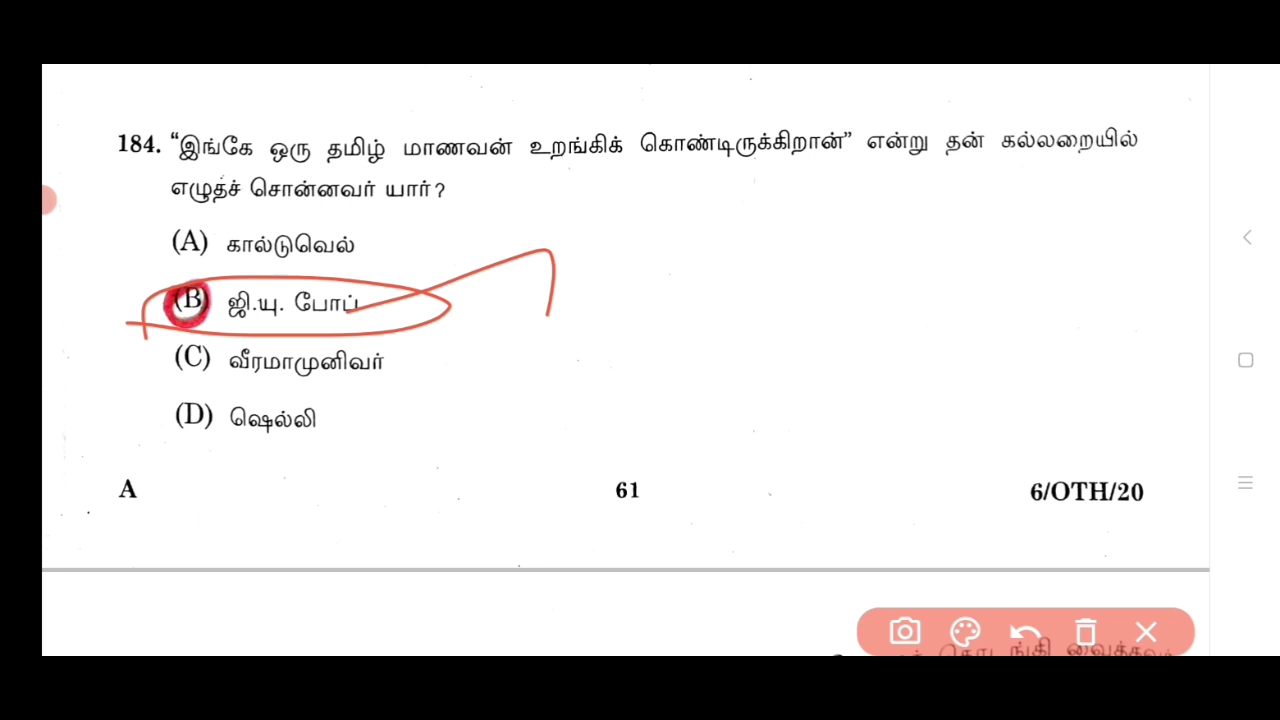 184. “இங்கே ஒரு தமிழ் மாணவன் உறங்கிக் கொண்டிருக்கிறான்” என்று தன் கல்லறையில்
எழுதச் சொன்னவர் யார்?
(A) கால்டுவெல்
(B) ஜி.யு. போப்
(C) வீரமாமுனிவர்
(D) ஷெல்லி
A 61 6/OTH/20